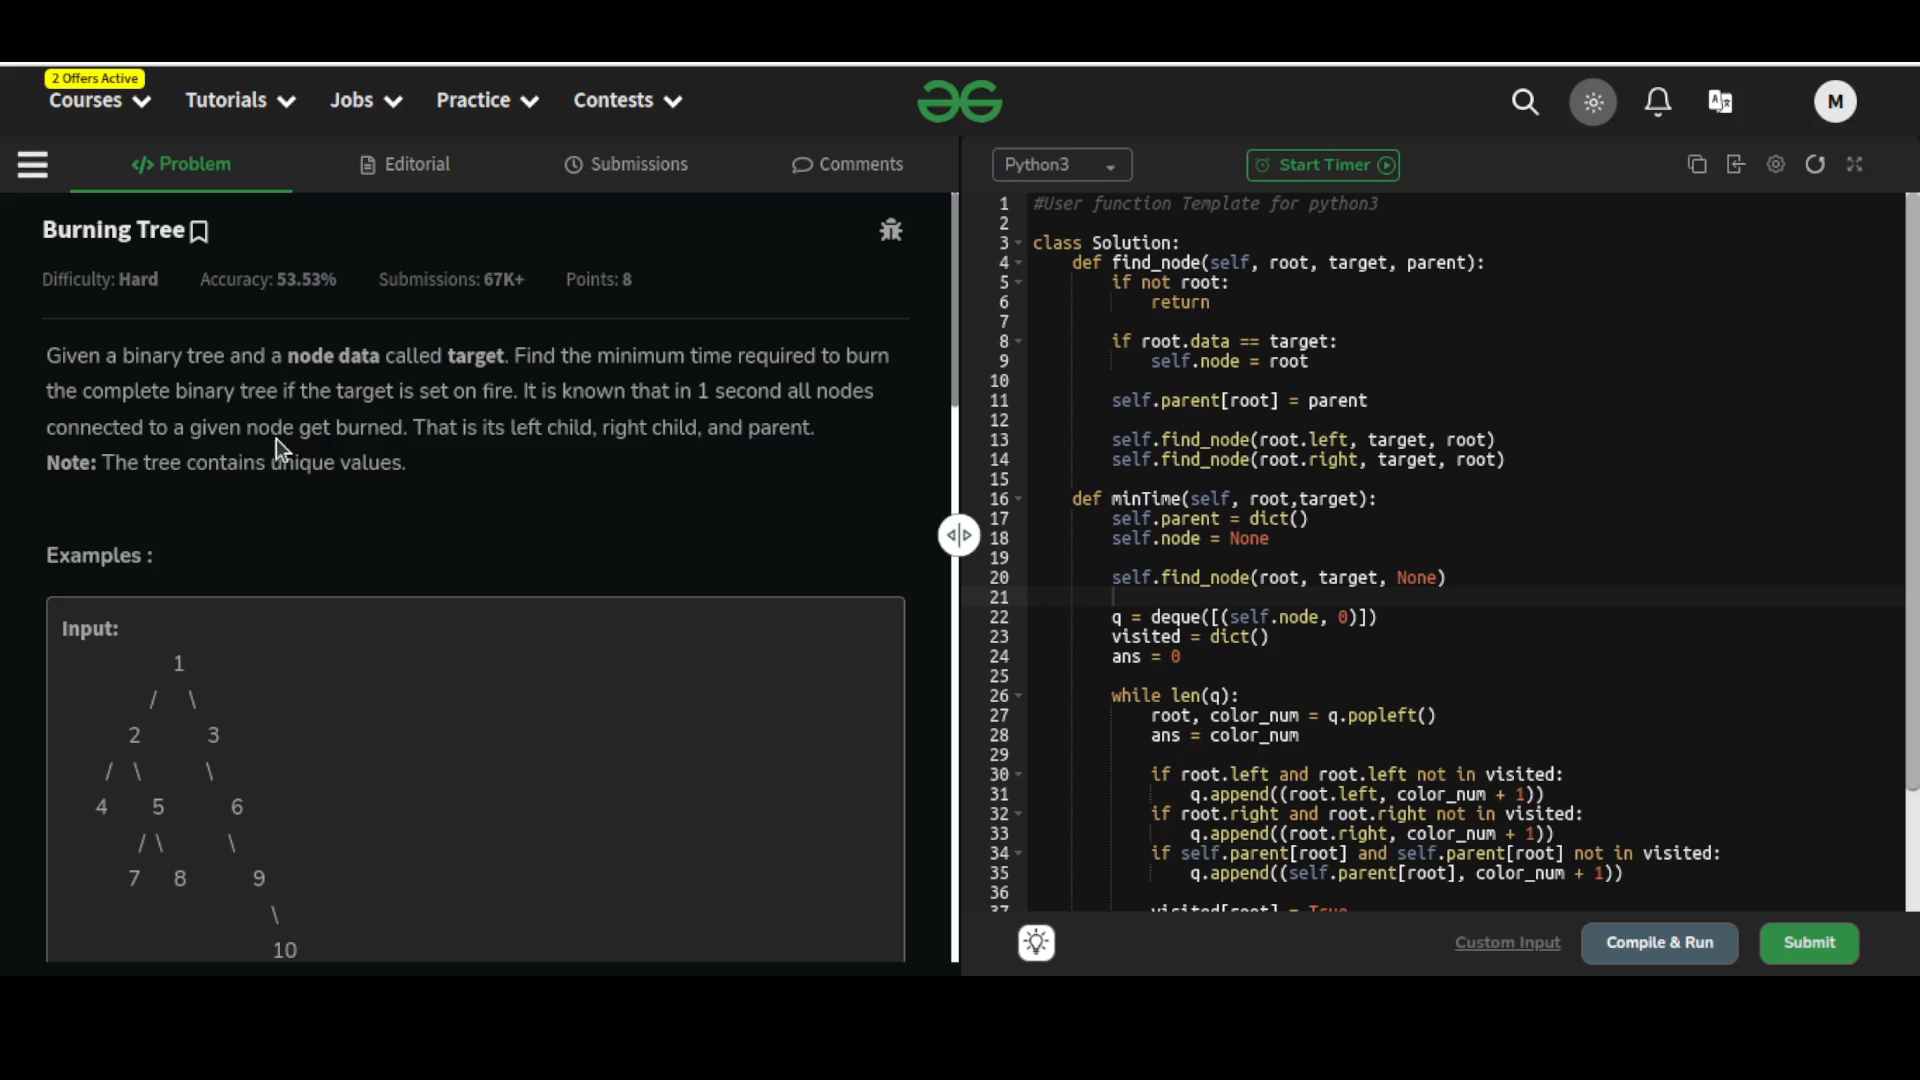 2 Offers Active
Courses Tutorials Jobs Practice Contests
M
</> Problem Editorial Submissions Comments
Burning Tree
Difficulty: Hard Accuracy: 53.53% Submissions: 67K+ Points: 8
Given a binary tree and a node data called target. Find the minimum time required to burn
the complete binary tree if the target is set on fire. It is known that in 1 second all nodes
connected to a given node get burned. That is its left child, right child, and parent.
Note: The tree contains unique values.
Examples :
Input:
1
/ \
2 3
/ \ \
4 5 6
/ \ \
7 8 9
\
10
Python3 Start Timer
1 #User function Template for python3
2
3 class Solution:
4 def find_node(self, root, target, parent):
5 if not root:
6 return
7
8 if root.data == target:
9 self.node = root
10
11 self.parent[root] = parent
12
13 self.find_node(root.left, target, root)
14 self.find_node(root.right, target, root)
15
16 def minTime(self, root,target):
17 self.parent = dict()
18 self.node = None
19
20 self.find_node(root, target, None)
21
22 q = deque([(self.node, 0)])
23 visited = dict()
24 ans = 0
25
26 while len(q):
27 root, color_num = q.popleft()
28 ans = color_num
29
30 if root.left and root.left not in visited:
31 q.append((root.left, color_num + 1))
32 if root.right and root.right not in visited:
33 q.append((root.right, color_num + 1))
34 if self.parent[root] and self.parent[root] not in visited:
35 q.append((self.parent[root], color_num + 1))
36
37 visited[root] = True
Custom Input Compile & Run Submit